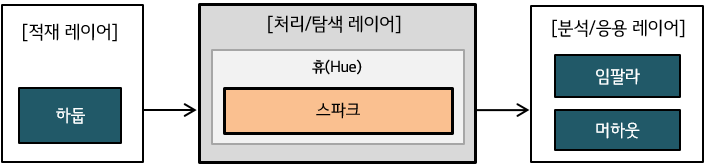 [적재 레이어]
하둡
[처리/탐색 레이어]
휴(Hue)
스파크
[분석/응용 레이어]
임팔라
머하웃